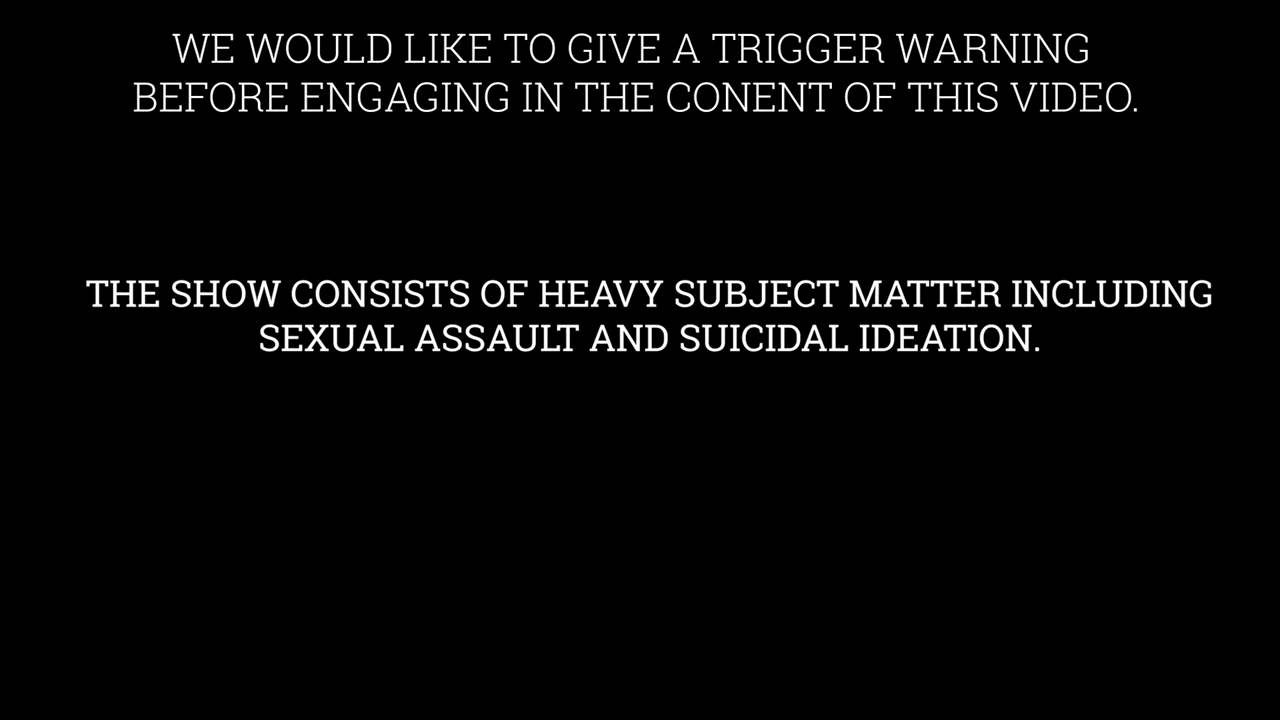 WE WOULD LIKE TO GIVE A TRIGGER WARNING
BEFORE ENGAGING IN THE CONENT OF THIS VIDEO.
THE SHOW CONSISTS OF HEAVY SUBJECT MATTER INCLUDING
SEXUAL ASSAULT AND SUICIDAL IDEATION.